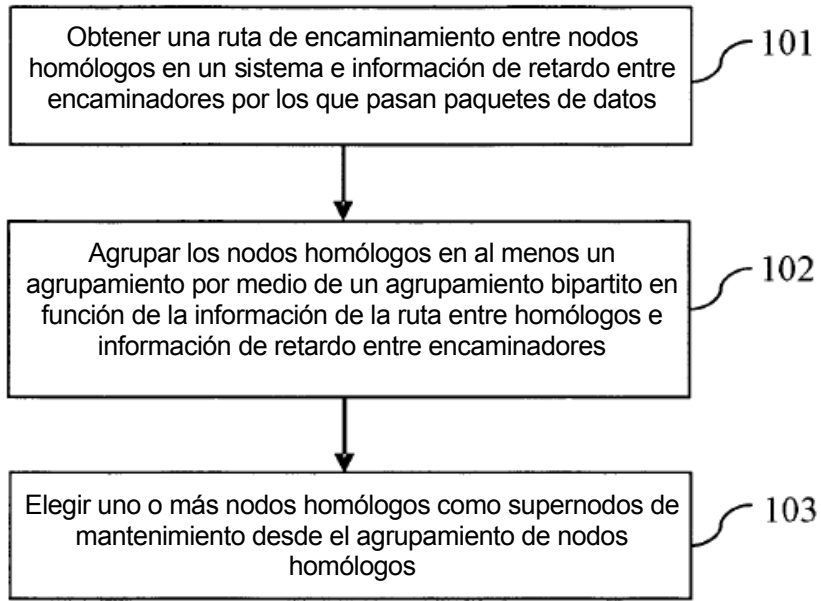 Obtener una ruta de encaminamiento entre nodos
homólogos en un sistema e información de retardo entre
encaminadores por los que pasan paquetes de datos
101
Agrupar los nodos homólogos en al menos un
agrupamiento por medio de un agrupamiento bipartito en
función de la información de la ruta entre homólogos e
información de retardo entre encaminadores
102
Elegir uno o más nodos homólogos como supernodos de
mantenimiento desde el agrupamiento de nodos
homólogos
103